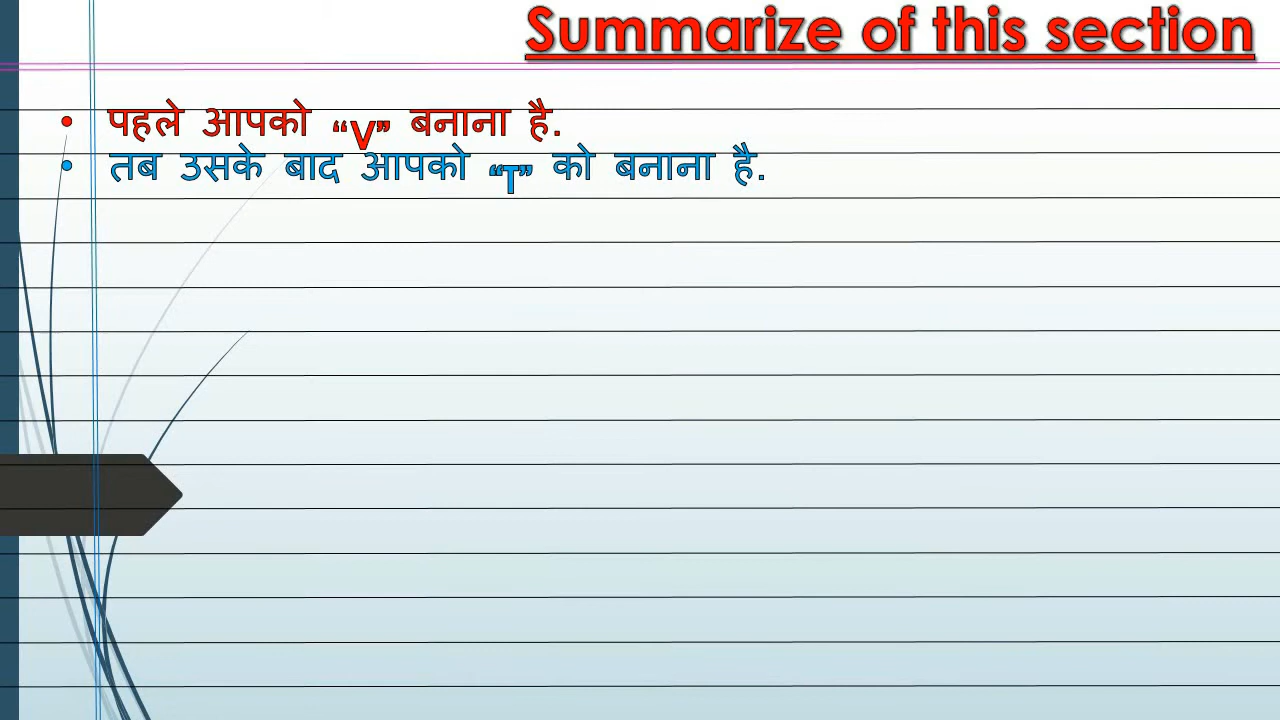 Summarize of this section
• पहले आपको “V” बनाना है.
• तब उसके बाद आपको “T” को बनाना है.